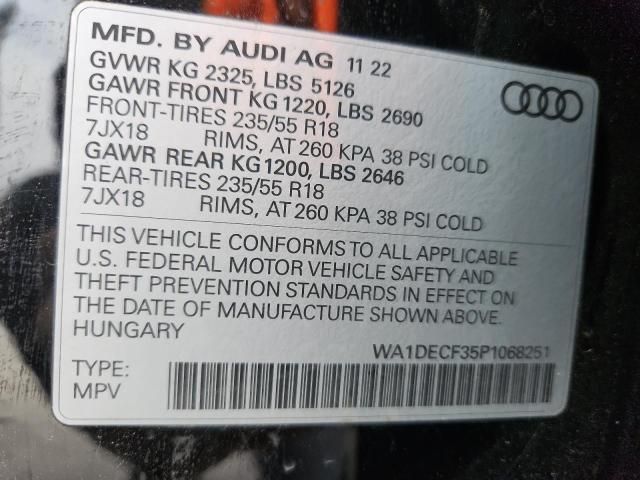 MFD. BY AUDI AG 11 22
GVWR KG 2325, LBS 5126
GAWR FRONT KG 1220, LBS 2690
FRONT-TIRES 235/55 R18
7JX18 RIMS, AT 260 KPA 38 PSI COLD
GAWR REAR KG1200, LBS 2646
REAR-TIRES 235/55 R18
7JX18 RIMS, AT 260 KPA 38 PSI COLD
THIS VEHICLE CONFORMS TO ALL APPLICABLE
U.S. FEDERAL MOTOR VEHICLE SAFETY AND
THEFT PREVENTION STANDARDS IN EFFECT ON
THE DATE OF MANUFACTURE SHOWN ABOVE.
HUNGARY
WA1DECF35P1068251
TYPE:
MPV